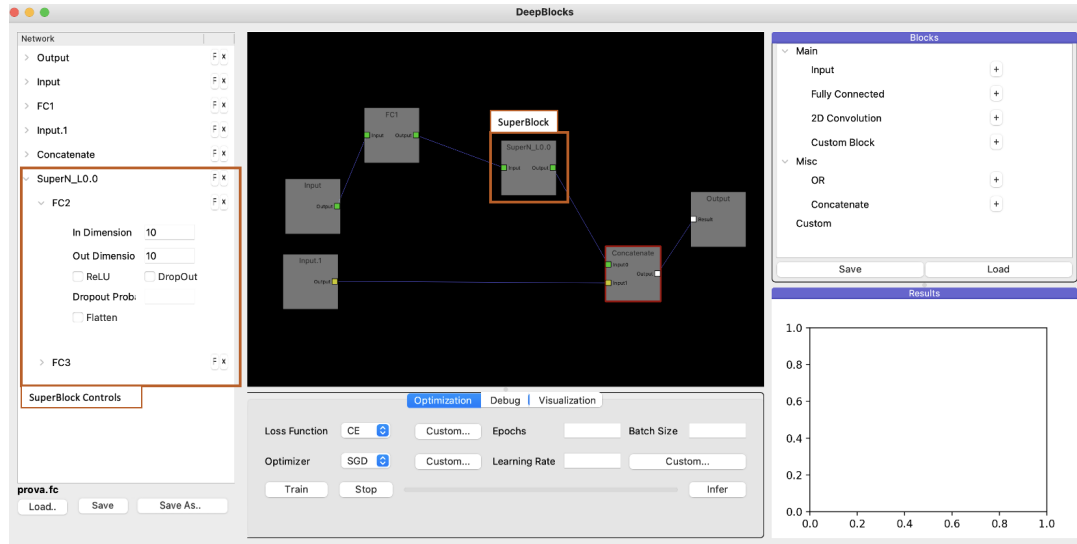 DeepBlocks
Network
Output F x
Input F x
FC1 F x
Input.1 F x
Concatenate F x
SuperN_L0.0 F x
FC2 F x
In Dimension 10
Out Dimensio 10
ReLU DropOut
Dropout Prob
Flatten
FC3 F x
SuperBlock Controls
prova.fc
Load.. Save Save As..
FC1
Input Output
SuperBlock
SuperN_L0.0
Input Output
Input
Output
Output
Result
Input.1
Output
Concatenate
Input0
Output
Input1
Optimization Debug Visualization
Loss Function CE Custom... Epochs Batch Size
Optimizer SGD Custom... Learning Rate Custom...
Train Stop Infer
Blocks
Main
Input +
Fully Connected +
2D Convolution +
Custom Block +
Misc
OR +
Concatenate +
Custom
Save Load
Results
1.0
0.8
0.6
0.4
0.2
0.0
0.0 0.2 0.4 0.6 0.8 1.0